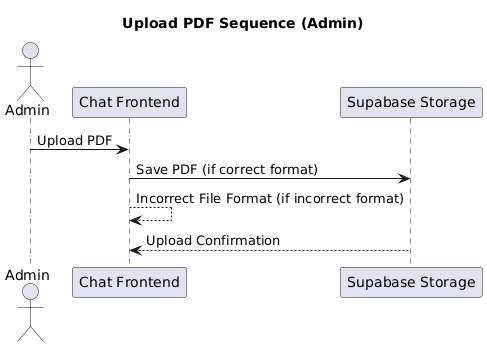 Upload PDF Sequence (Admin)
Admin
Chat Frontend
Supabase Storage
Upload PDF
Save PDF (if correct format)
Incorrect File Format (if incorrect format)
Upload Confirmation
Admin
Chat Frontend
Supabase Storage